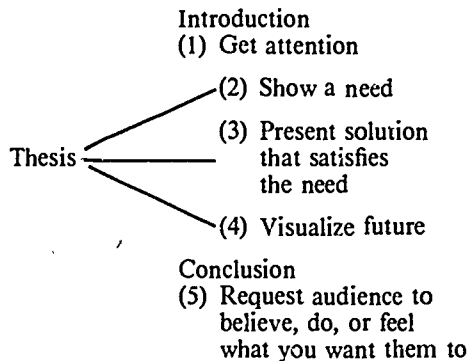 Introduction
(1) Get attention
(2) Show a need
(3) Present solution
Thesis
that satisfies
the need
(4) Visualize future
Conclusion
(5) Request audience to
believe, do, or feel
what you want them to